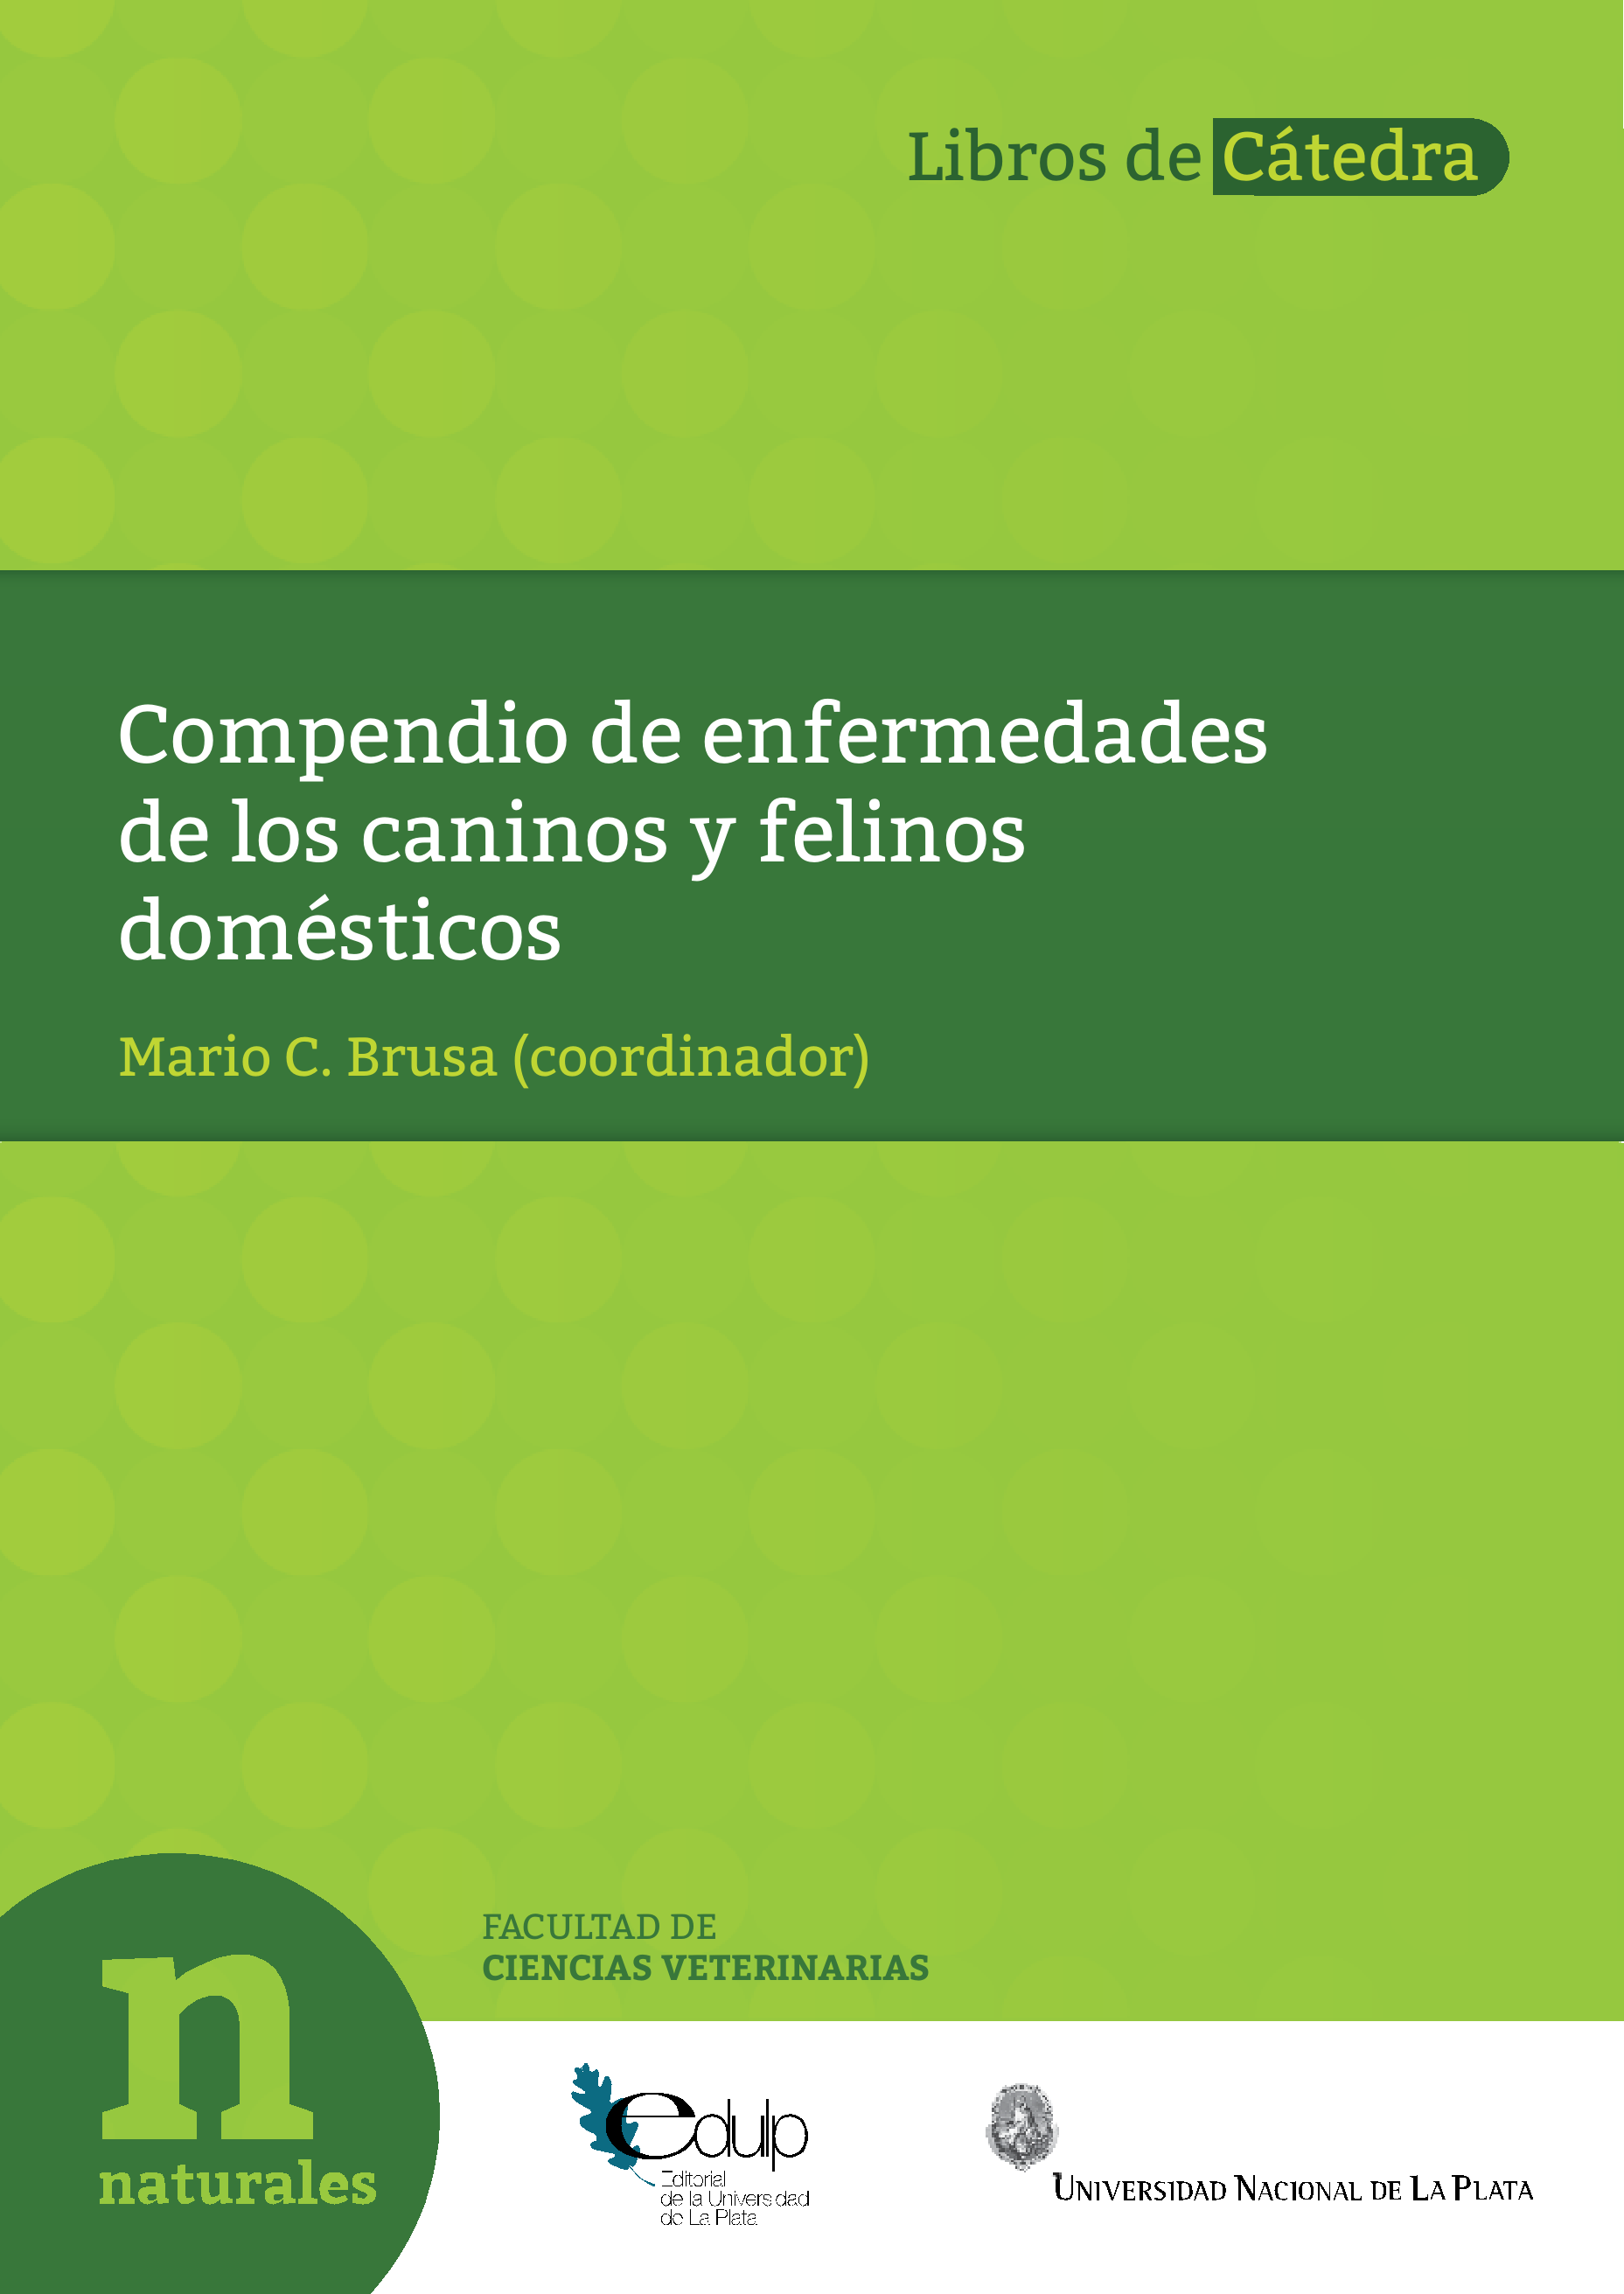 Libros de Cátedra
Compendio de enfermedades
de los caninos y felinos
domésticos
Mario C. Brusa (coordinador)
FACULTAD DE
CIENCIAS VETERINARIAS
n
naturales
edulp
Editorial
de la Universidad
de La Plata
UNIVERSIDAD NACIONAL DE LA PLATA